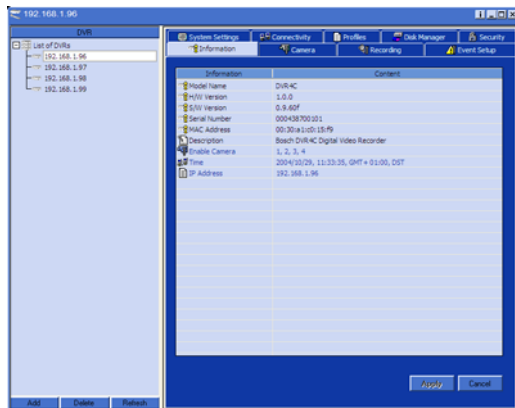 192.168.1.96
DVR
List of DVRs
192.168.1.96
192.168.1.97
192.168.1.98
192.168.1.99
Add Delete Refresh
System Settings Connectivity Profiles Disk Manager Security
Information Camera Recording Event Setup
Information Content
Model Name DVR4C
H/W Version 1.0.0
S/W Version 0.9.60f
Serial Number 000438700101
MAC Address 00:30:a1:c0:15:f9
Description Bosch DVR4C Digital Video Recorder
Enable Camera 1, 2, 3, 4
Time 2004/10/29, 11:33:35, GMT+ 01:00, DST
IP Address 192.168.1.96
Apply Cancel